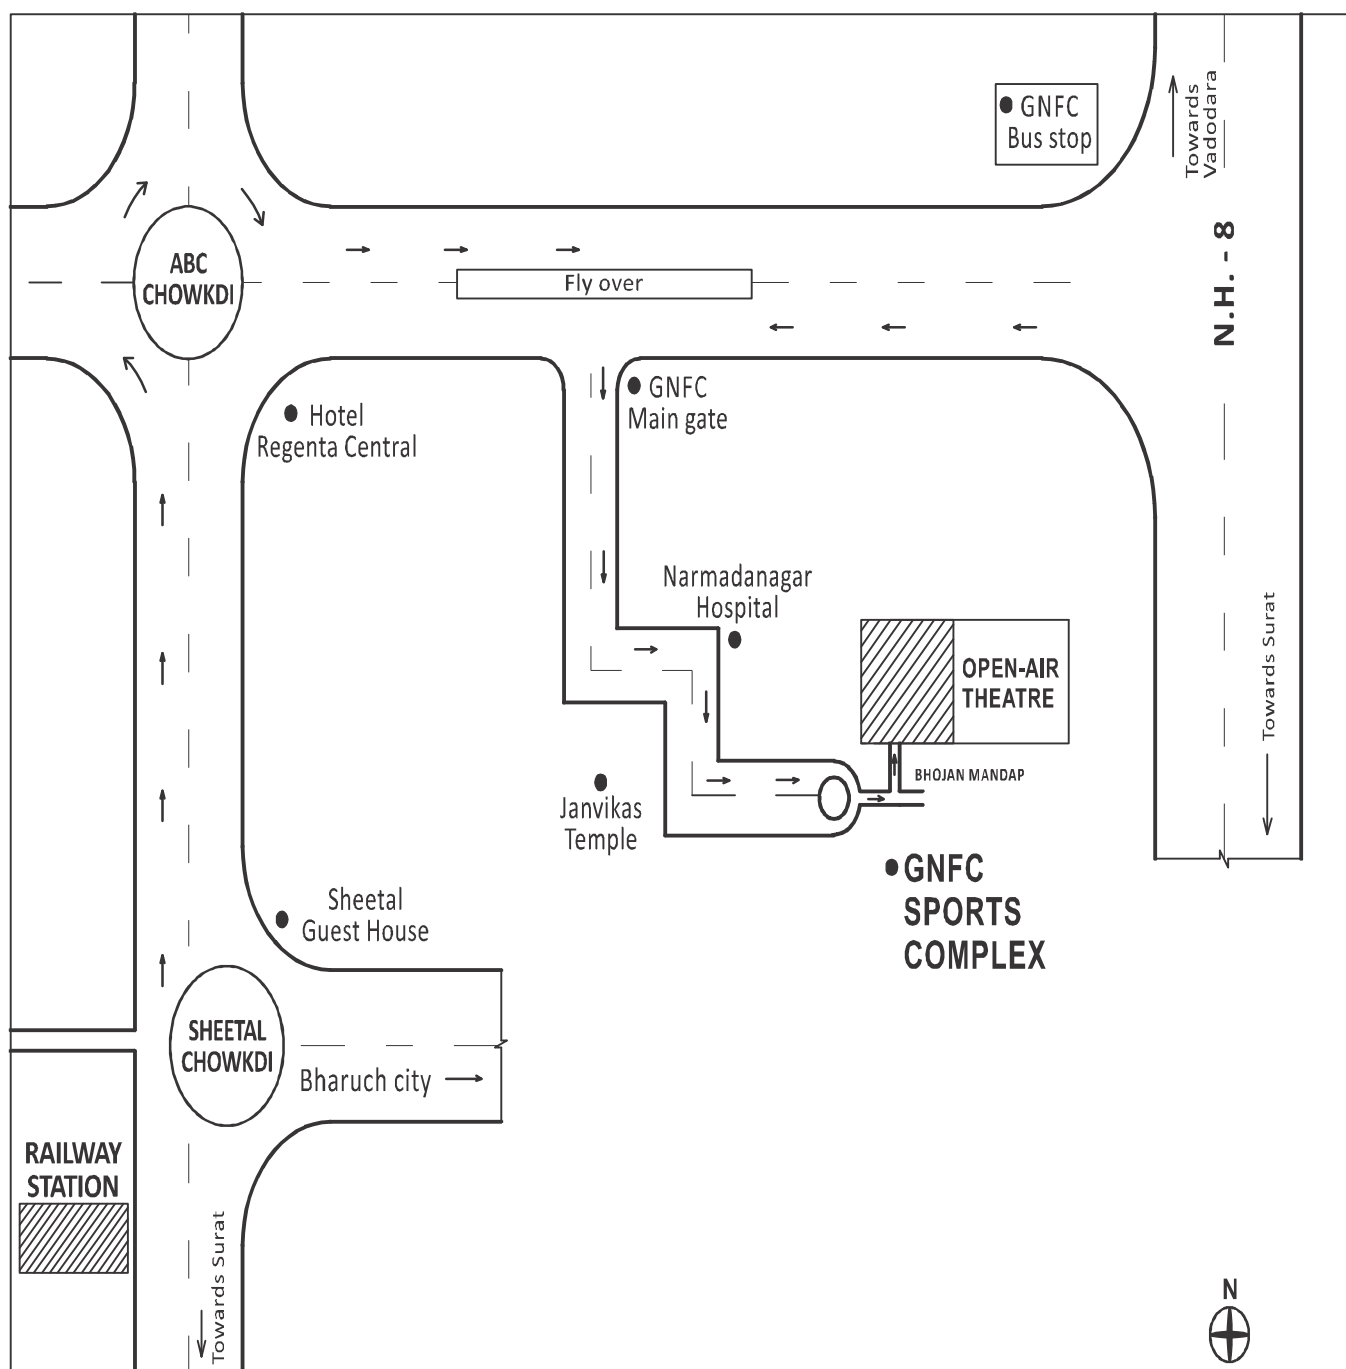 GNFC
Bus stop
Towards
Vadodara
N.H. - 8
ABC
CHOWKDI
Fly over
GNFC
Main gate
Hotel
Regenta Central
Narmadanagar
Hospital
OPEN-AIR
THEATRE
Towards Surat
BHOJAN MANDAP
Janvikas
Temple
GNFC
SPORTS
COMPLEX
Sheetal
Guest House
SHEETAL
CHOWKDI
Bharuch city
RAILWAY
STATION
Towards Surat
N